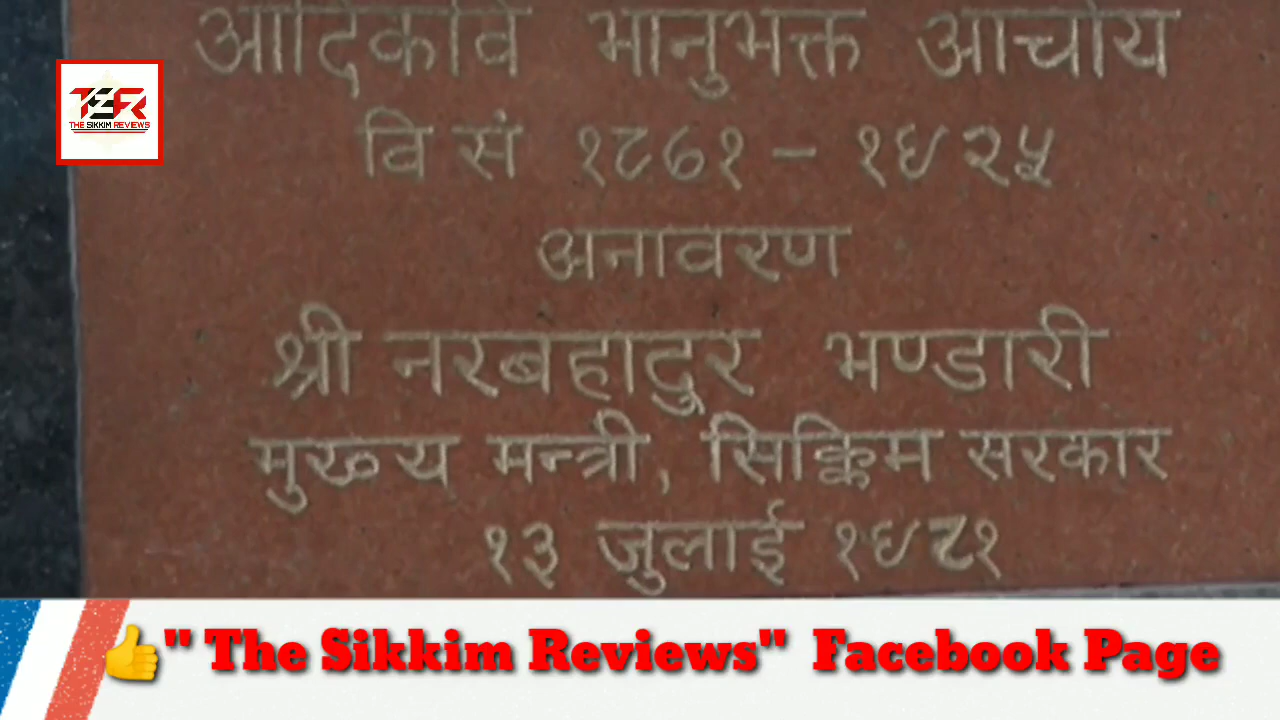 आदिकवि भानुभक्त आचार्य
TSR
THE SIKKIM REVIEWS
वि सं १८७१ – १९२५
अनावरण
श्री नरबहादुर भण्डारी
मुख्य मन्त्री, सिक्किम सरकार
१३ जुलाई १९८१
👍" The Sikkim Reviews" Facebook Page